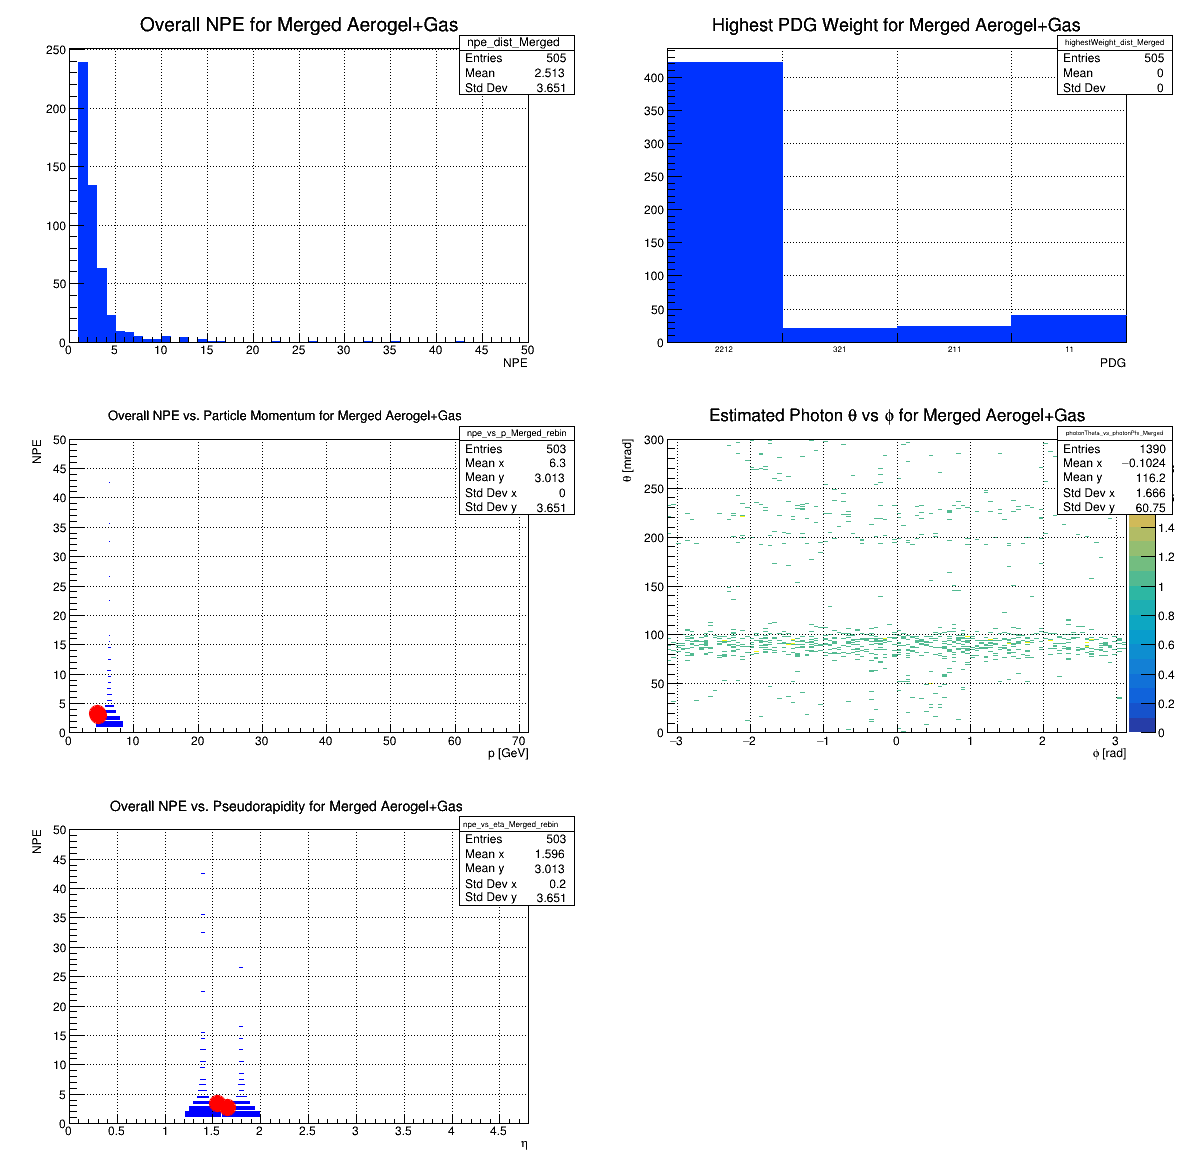 Overall NPE for Merged Aerogel+Gas
npe_dist_Merged
Entries 505
Mean 2.513
Std Dev 3.651
250
200
150
100
50
0
0 5 10 15 20 25 30 35 40 45 50
NPE
Highest PDG Weight for Merged Aerogel+Gas
highestWeight_dist_Merged
Entries 505
Mean 0
Std Dev 0
400
350
300
250
200
150
100
50
0
2212 321 211 11
PDG
Overall NPE vs. Particle Momentum for Merged Aerogel+Gas
npe_vs_p_Merged_rebin
Entries 503
Mean x 6.3
Mean y 3.013
Std Dev x 0
Std Dev y 3.651
NPE
50
45
40
35
30
25
20
15
10
5
0
0 10 20 30 40 50 60 70
p [GeV]
Estimated Photon θ vs ϕ for Merged Aerogel+Gas
photonTheta_vs_photonPhi_Merged
Entries 1390
Mean x −0.1024
Mean y 116.2
Std Dev x 1.666
Std Dev y 60.75
θ [mrad]
300
250
200
150
100
50
0
−3 −2 −1 0 1 2 3
ϕ [rad]
1.4
1.2
1
0.8
0.6
0.4
0.2
0
Overall NPE vs. Pseudorapidity for Merged Aerogel+Gas
npe_vs_eta_Merged_rebin
Entries 503
Mean x 1.596
Mean y 3.013
Std Dev x 0.2
Std Dev y 3.651
NPE
50
45
40
35
30
25
20
15
10
5
0
0 0.5 1 1.5 2 2.5 3 3.5 4 4.5
η